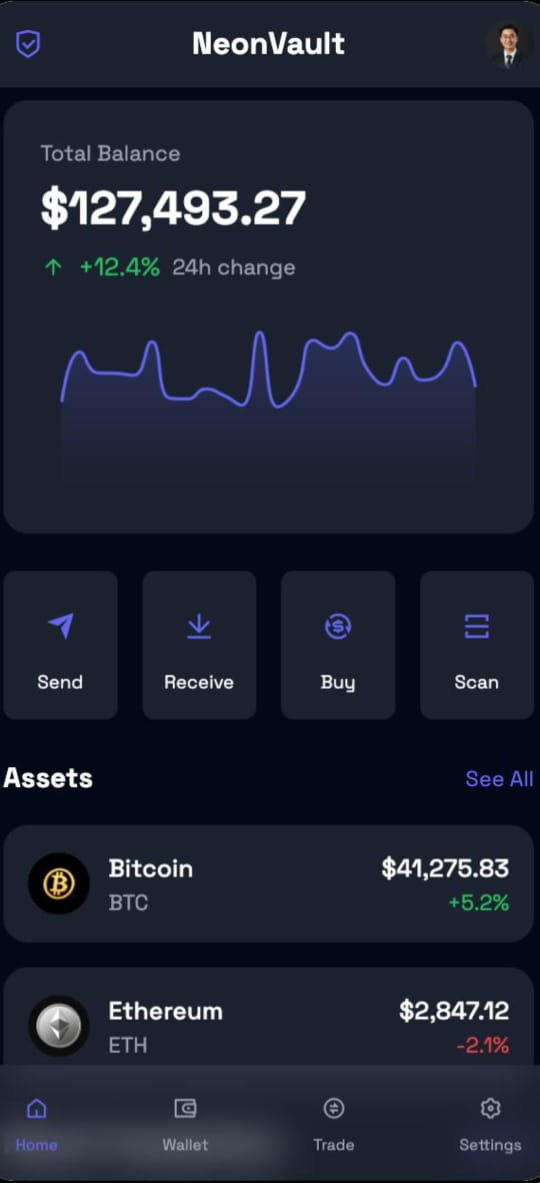 NeonVault
Total Balance
$127,493.27
↑ +12.4% 24h change
Send
Receive
Buy
Scan
Assets
See All
Bitcoin
$41,275.83
BTC
+5.2%
Ethereum
$2,847.12
ETH
-2.1%
Home
Wallet
Trade
Settings